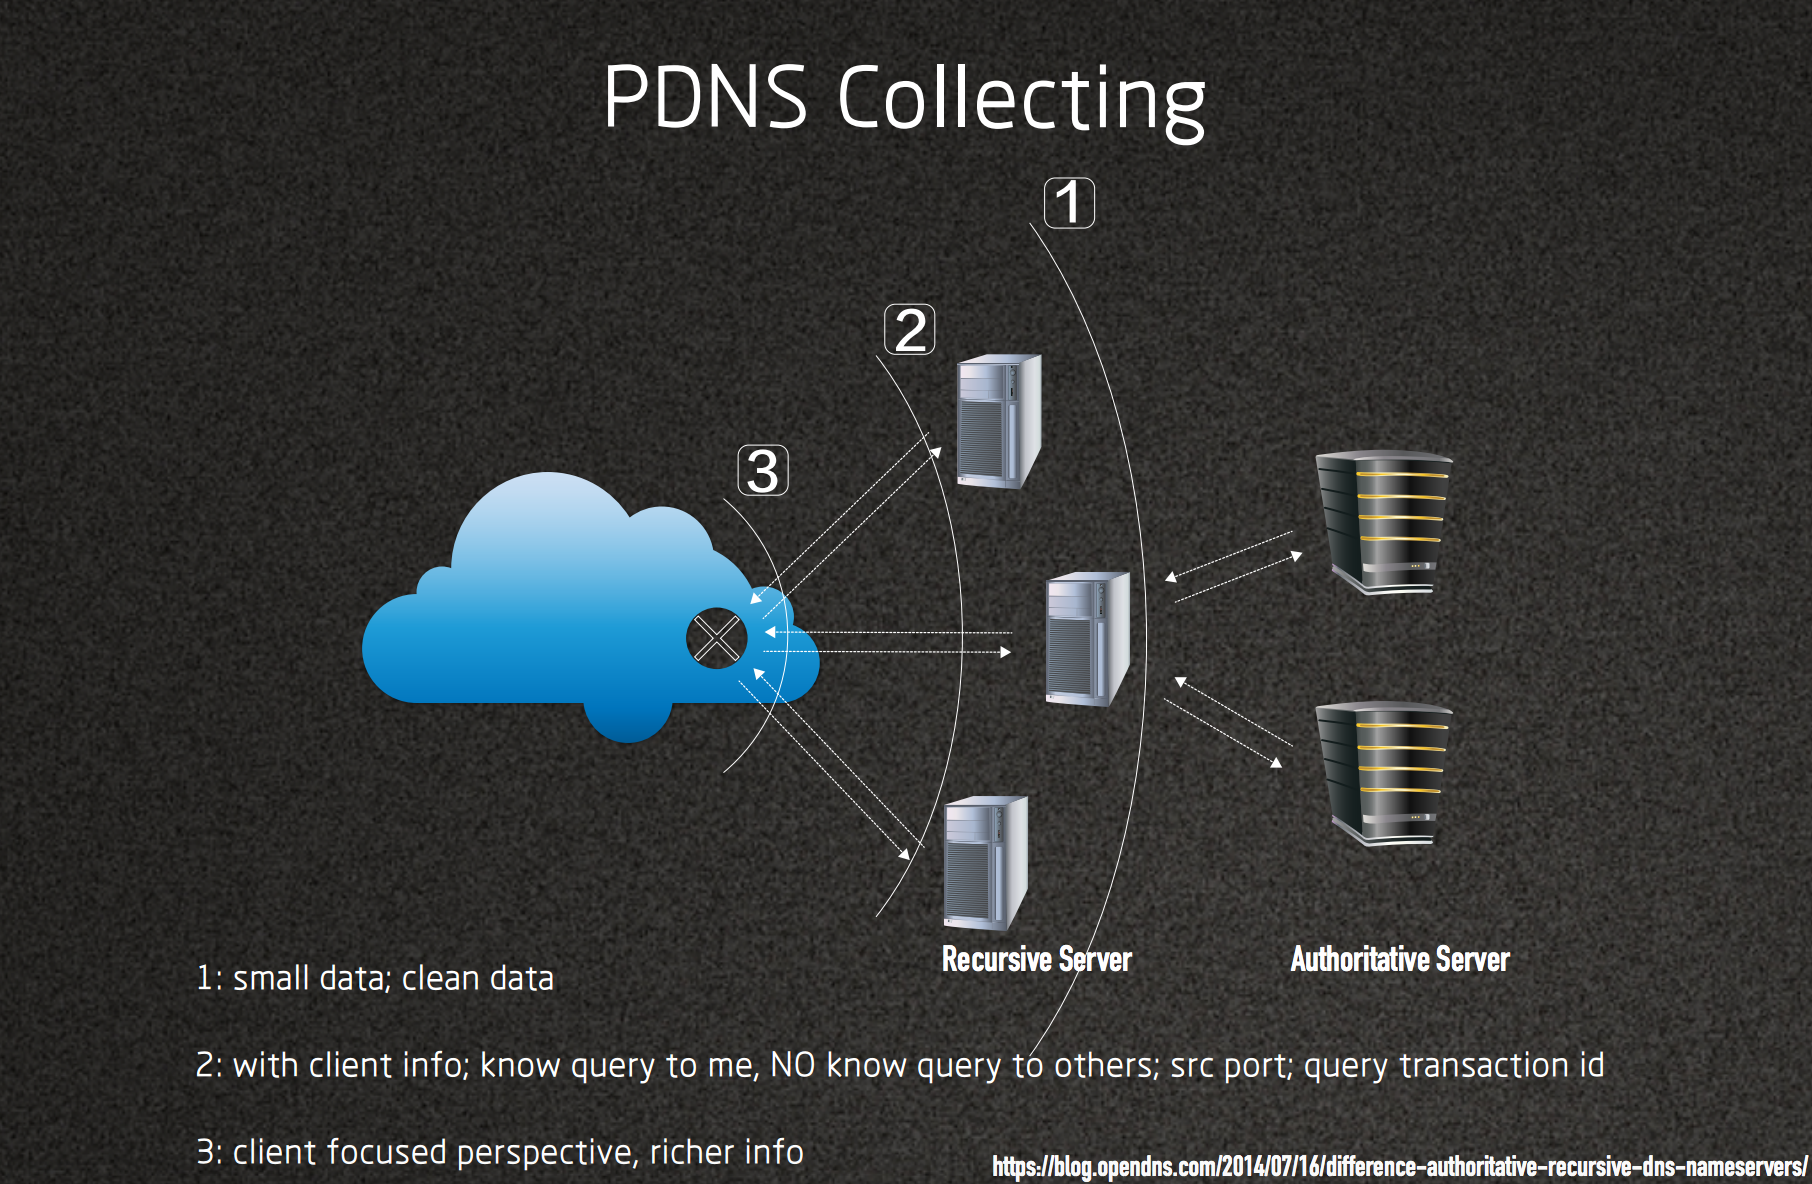 PDNS Collecting
1
2
3
Recursive Server
Authoritative Server
1: small data; clean data
2: with client info; know query to me, NO know query to others; src port; query transaction id
3: client focused perspective, richer info
https://blog.opendns.com/2014/07/16/difference-authoritative-recursive-dns-nameservers/